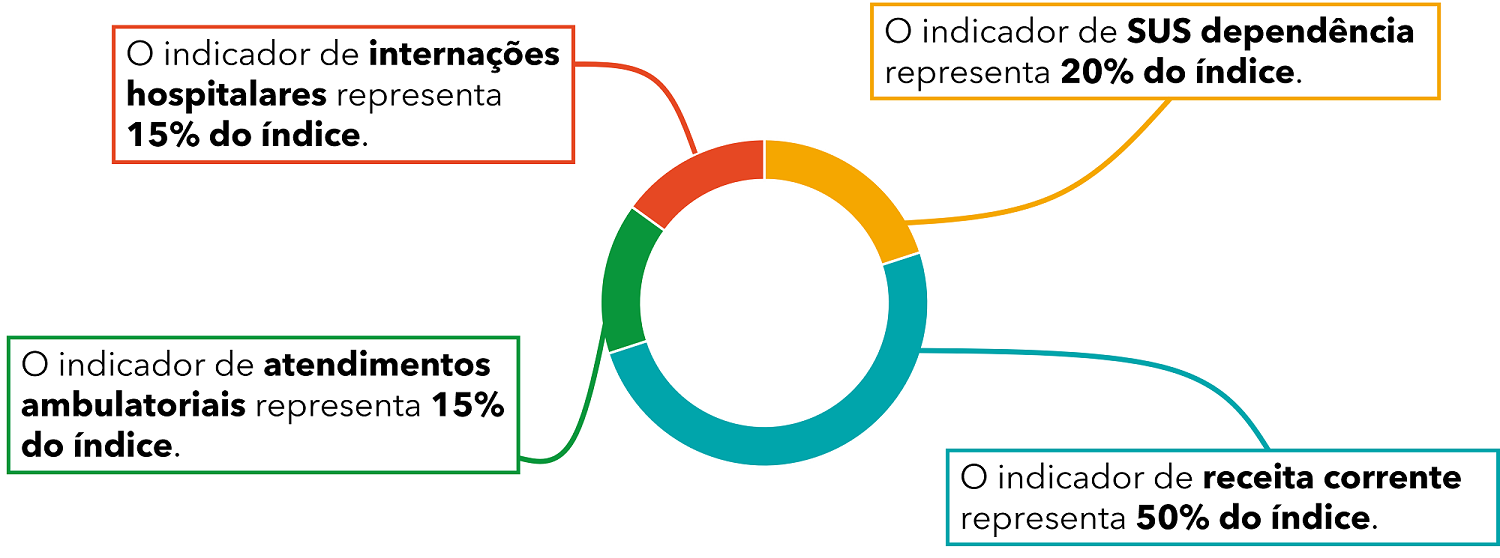 O indicador de internações
hospitalares representa
15% do índice.
O indicador de SUS dependência
representa 20% do índice.
O indicador de atendimentos
ambulatoriais representa 15%
do índice.
O indicador de receita corrente
representa 50% do índice.